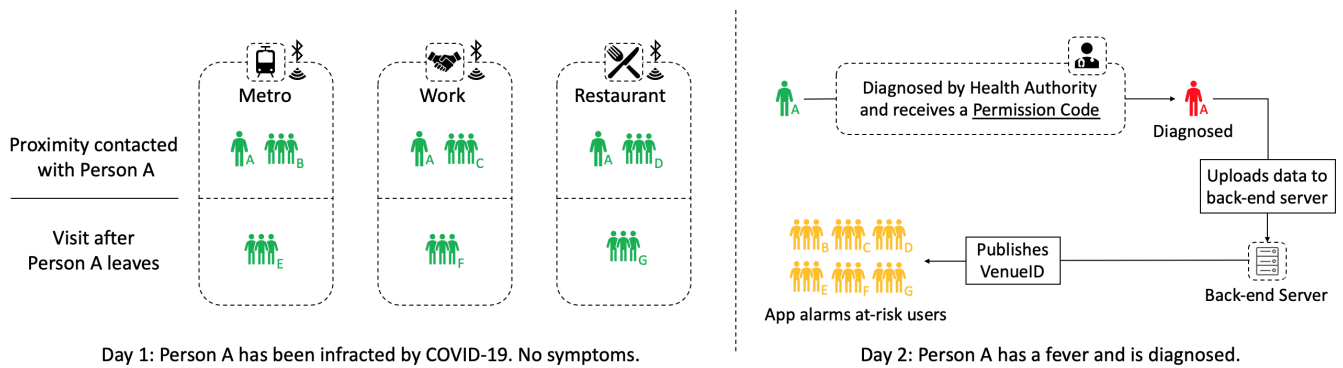 Metro
Work
Restaurant
Proximity contacted
with Person A
A
B
A
C
A
D
Visit after
Person A leaves
E
F
G
Day 1: Person A has been infracted by COVID-19. No symptoms.
A
Diagnosed by Health Authority
and receives a Permission Code
A
Diagnosed
Uploads data to
back-end server
B
C
D
E
F
G
Publishes
VenueID
Back-end Server
App alarms at-risk users
Day 2: Person A has a fever and is diagnosed.